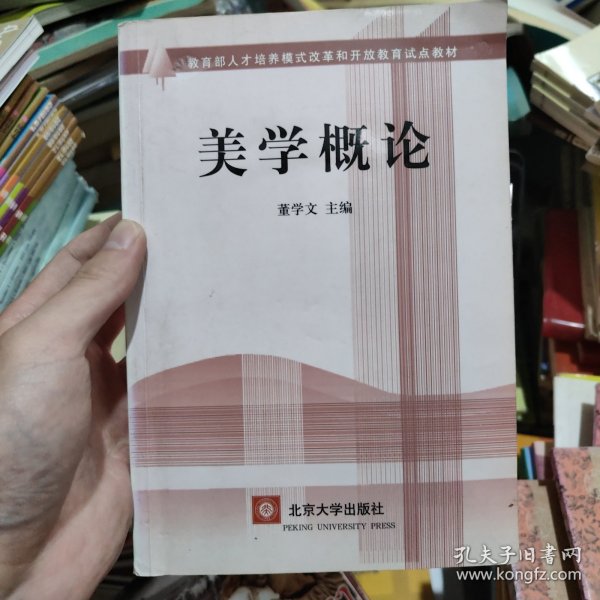 教育部人才培养模式改革和开放教育试点教材
美学概论
董学文 主编
北京大学出版社
PEKING UNIVERSITY PRESS
孔夫子旧书网
www.kongfz.com